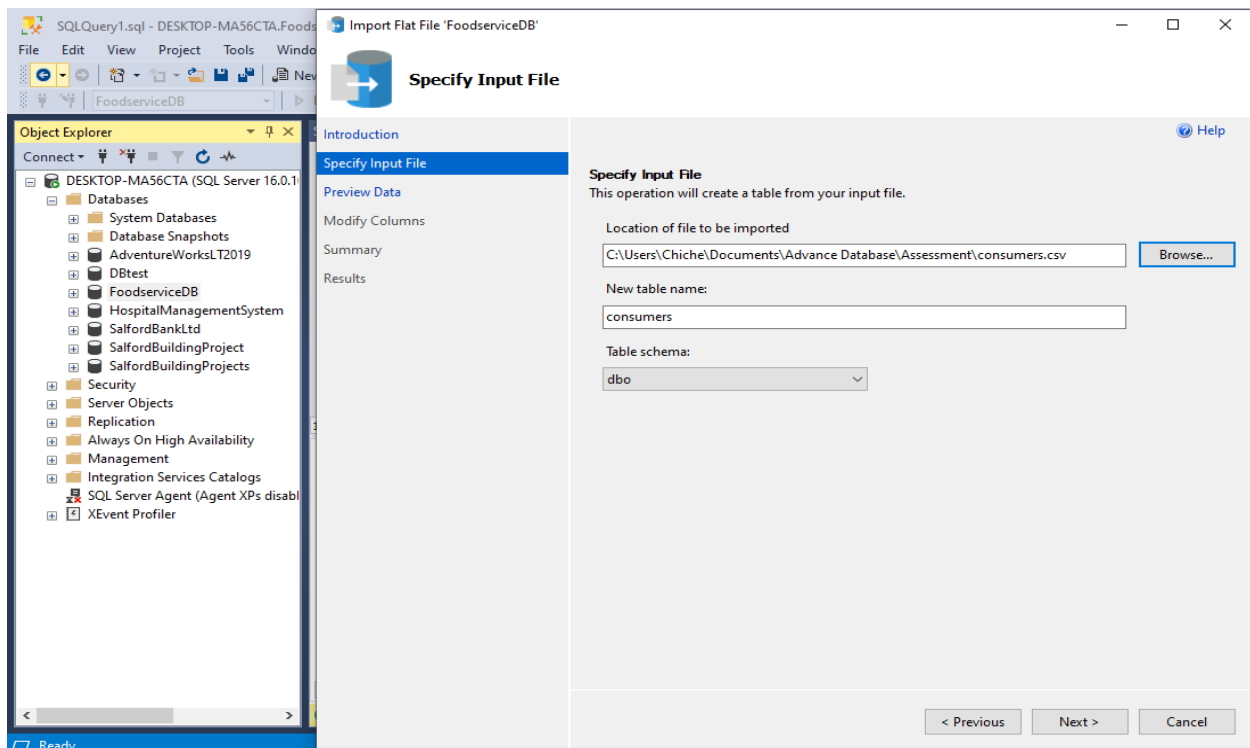 SQLQuery1.sql - DESKTOP-MA56CTA.Foods
File Edit View Project Tools Windo
New
FoodserviceDB
Object Explorer
Connect
DESKTOP-MA56CTA (SQL Server 16.0.1
Databases
System Databases
Database Snapshots
AdventureWorksLT2019
DBtest
FoodserviceDB
HospitalManagementSystem
SalfordBankLtd
SalfordBuildingProject
SalfordBuildingProjects
Security
Server Objects
Replication
Always On High Availability
Management
Integration Services Catalogs
SQL Server Agent (Agent XPs disabl
XEvent Profiler
Ready
Import Flat File 'FoodserviceDB'
Specify Input File
Introduction
Specify Input File
Preview Data
Modify Columns
Summary
Results
Help
Specify Input File
This operation will create a table from your input file.
Location of file to be imported
C:\Users\Chiche\Documents\Advance Database\Assessment\consumers.csv
Browse...
New table name:
consumers
Table schema:
dbo
< Previous Next > Cancel